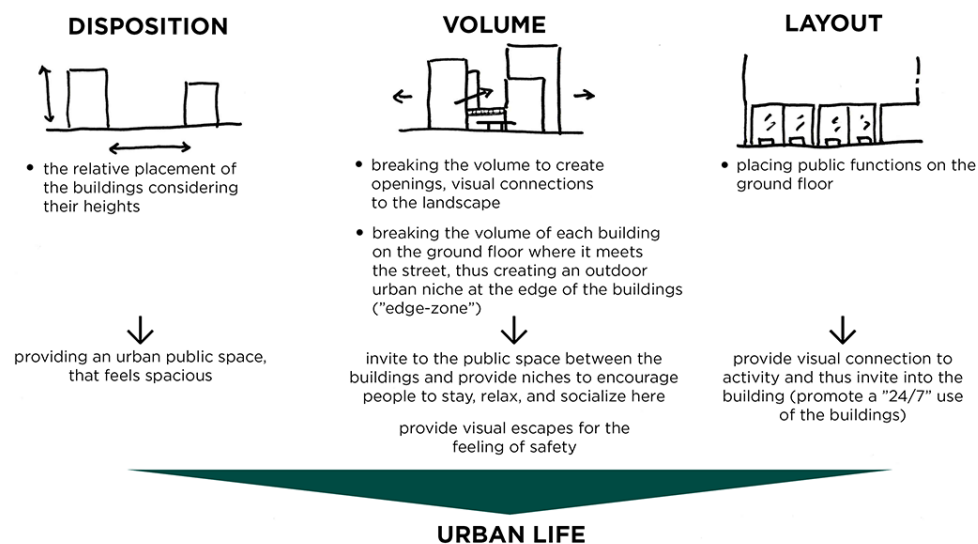 DISPOSITION
• the relative placement of
the buildings considering
their heights
providing an urban public space,
that feels spacious
VOLUME
• breaking the volume to create
openings, visual connections
to the landscape
• breaking the volume of each building
on the ground floor where it meets
the street, thus creating an outdoor
urban niche at the edge of the buildings
("edge-zone")
invite to the public space between the
buildings and provide niches to encourage
people to stay, relax, and socialize here
provide visual escapes for the
feeling of safety
LAYOUT
• placing public functions on the
ground floor
provide visual connection to
activity and thus invite into the
building (promote a "24/7" use
of the buildings)
URBAN LIFE